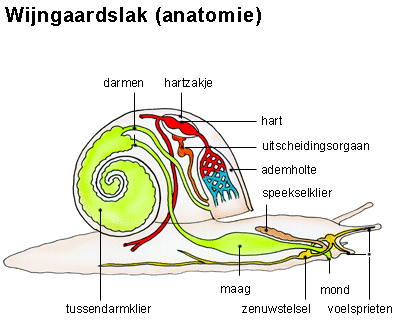 Wijngaardslak (anatomie)
darmen
hartzakje
hart
uitscheidingsorgaan
ademholte
speekselklier
maag
mond
tussendarmklier
zenuwstelsel
voelsprieten